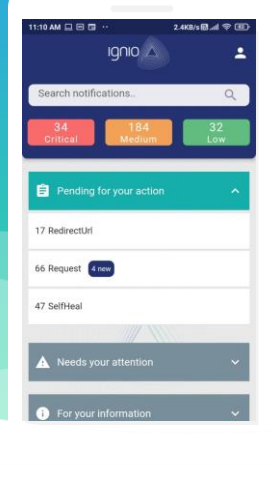 11:10 AM
2.4KB/s
ignio
Search notifications..
34
Critical
184
Medium
32
Low
Pending for your action
17 RedirectUrl
66 Request 4 new
47 SelfHeal
Needs your attention
For your information